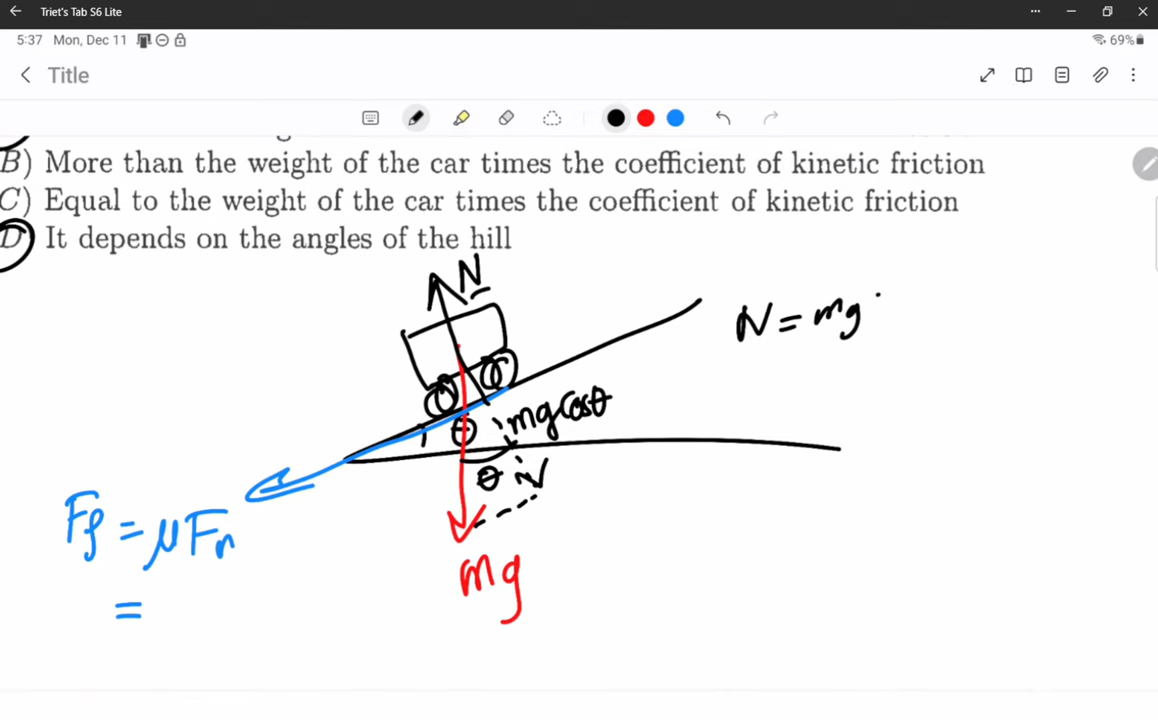 Triet's Tab S6 Lite
5:37 Mon, Dec 11 69%
Title
B) More than the weight of the car times the coefficient of kinetic friction
C) Equal to the weight of the car times the coefficient of kinetic friction
D) It depends on the angles of the hill
N
N = mg
mg cosθ
θ
θ
Ff = μFn
=
mg